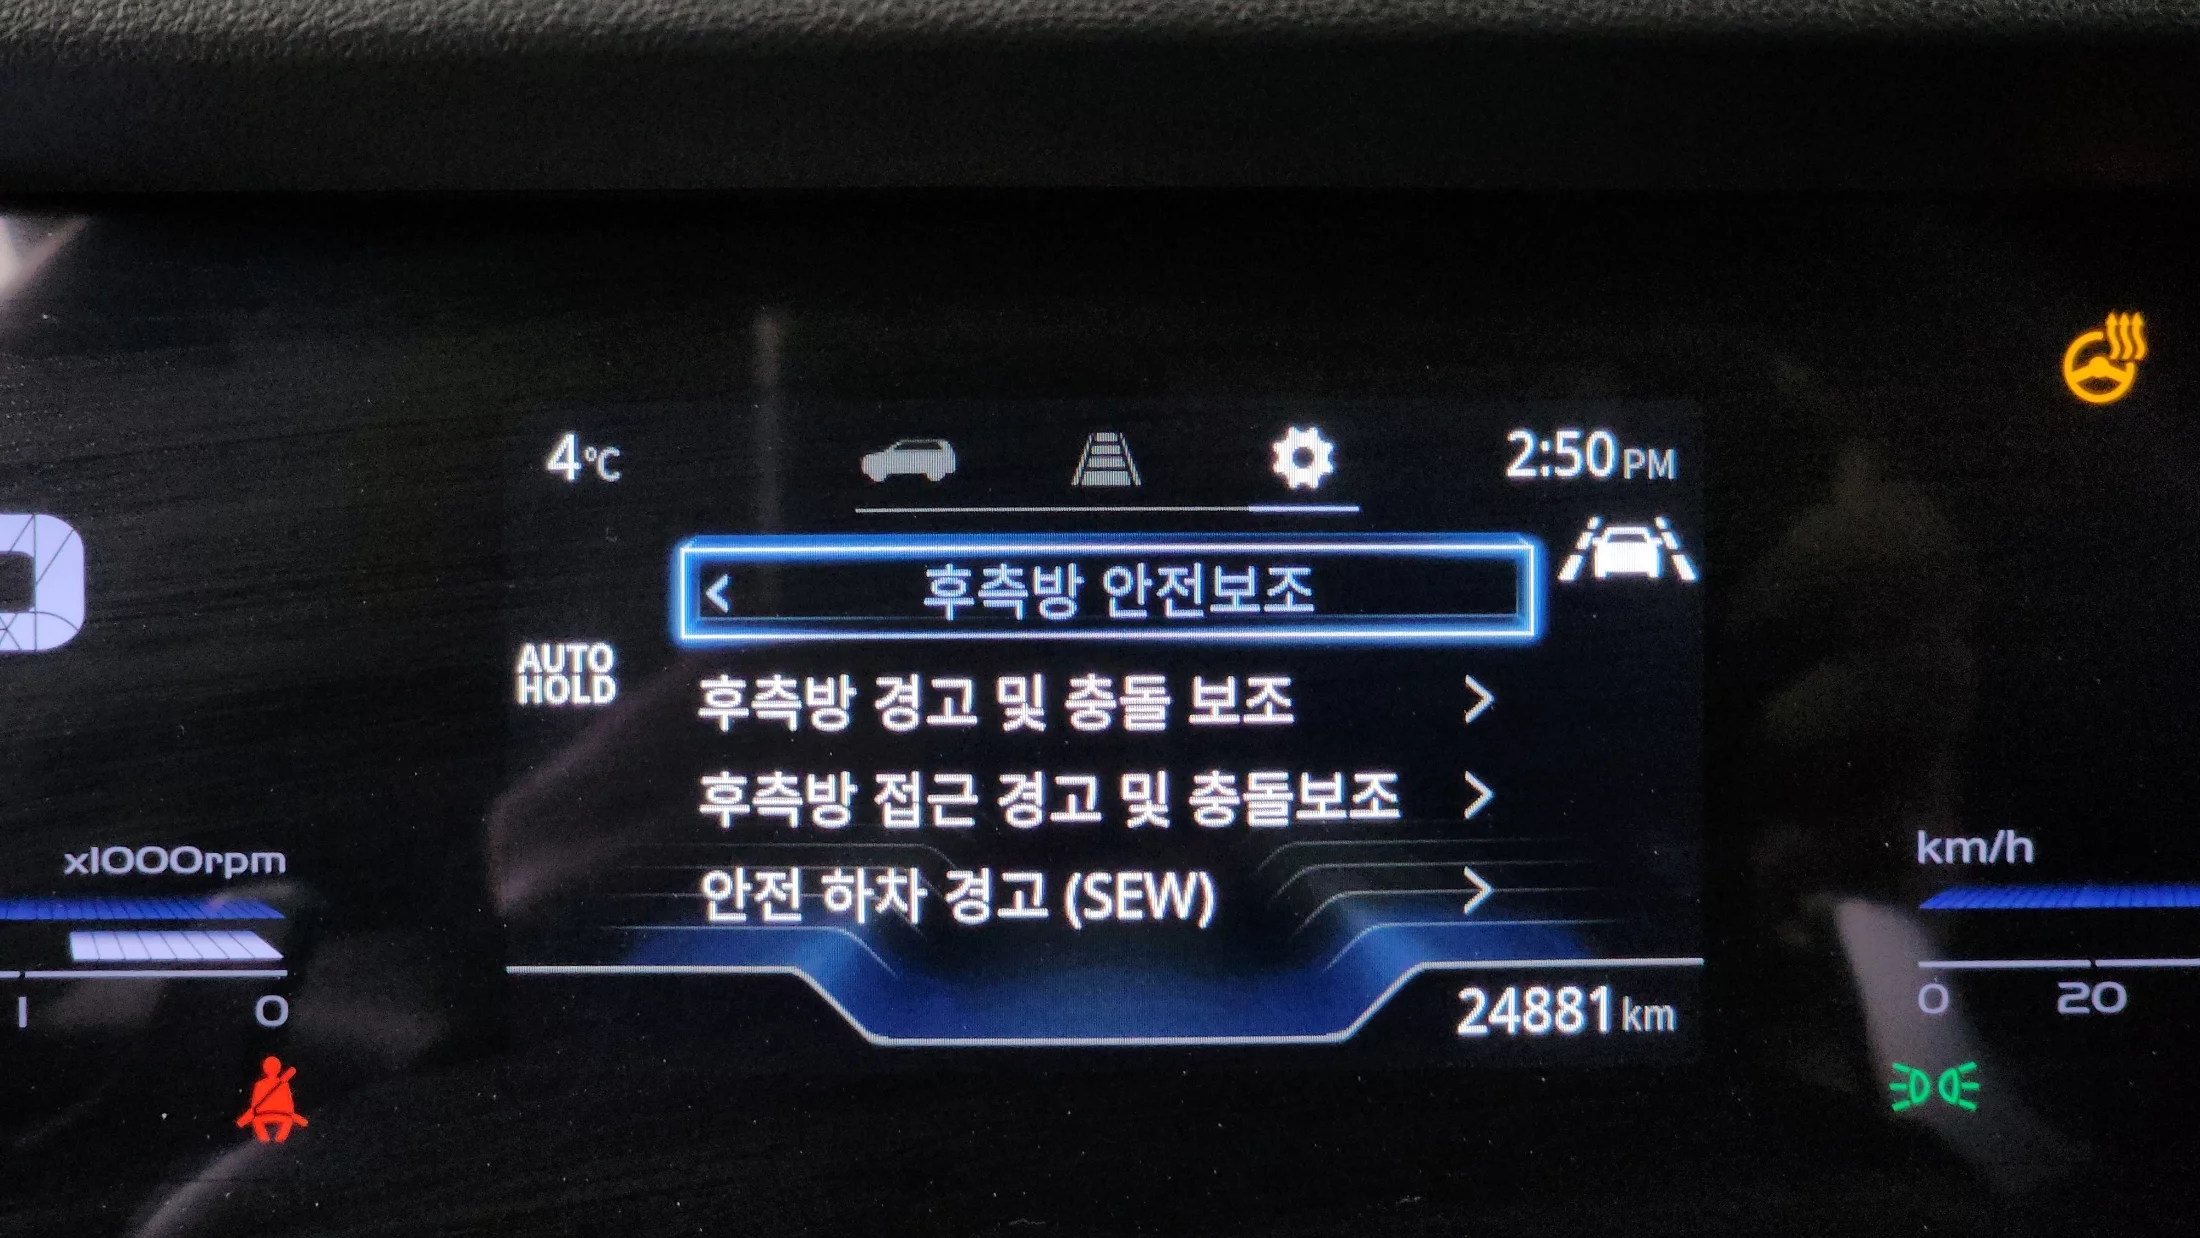 4°C
2:50 PM
후측방 안전보조
AUTO
HOLD
후측방 경고 및 충돌 보조
후측방 접근 경고 및 충돌보조
안전 하차 경고 (SEW)
x1000rpm
1 0
km/h
0 20
24881 km